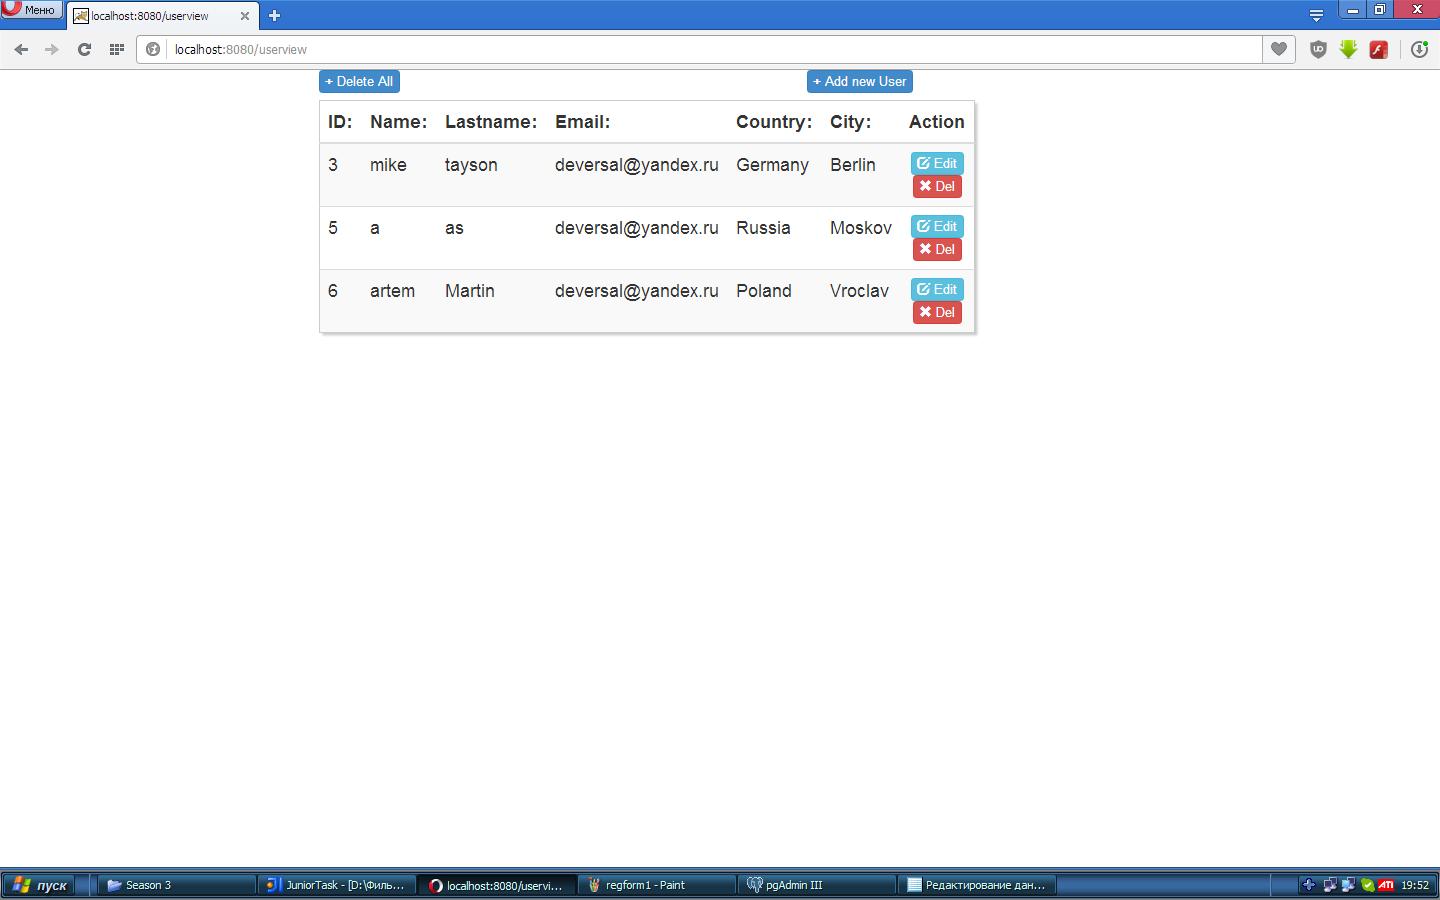 Меню
localhost:8080/userview
localhost:8080/userview
+ Delete All
+ Add new User
ID: Name: Lastname: Email: Country: City: Action
3 mike tayson deversal@yandex.ru Germany Berlin Edit
Del
5 a as deversal@yandex.ru Russia Moskov Edit
Del
6 artem Martin deversal@yandex.ru Poland Vroclav Edit
Del
пуск Season 3 JuniorTask - [D:\Филь... localhost:8080/uservi... regform1 - Paint pgAdmin III Редактирование дан... ATI 19:52